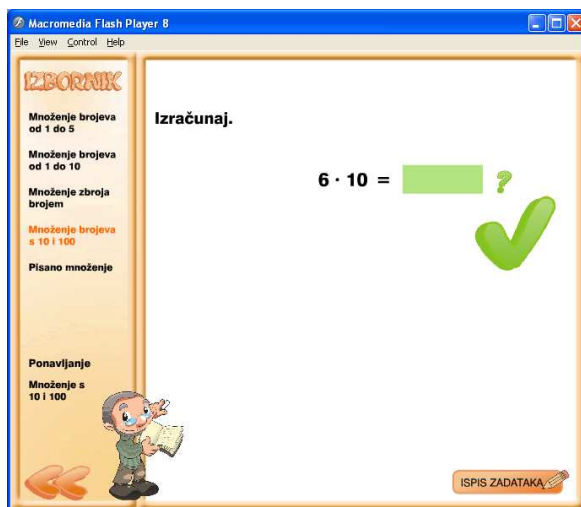 Macromedia Flash Player 8
File View Control Help
IZBORNIK
Množenje brojeva
od 1 do 5
Množenje brojeva
od 1 do 10
Množenje zbroja
brojem
Množenje brojeva
s 10 i 100
Pisano množenje
Ponavljanje
Množenje s
10 i 100
Izračunaj.
6 · 10 = ?
ISPIS ZADATAKA